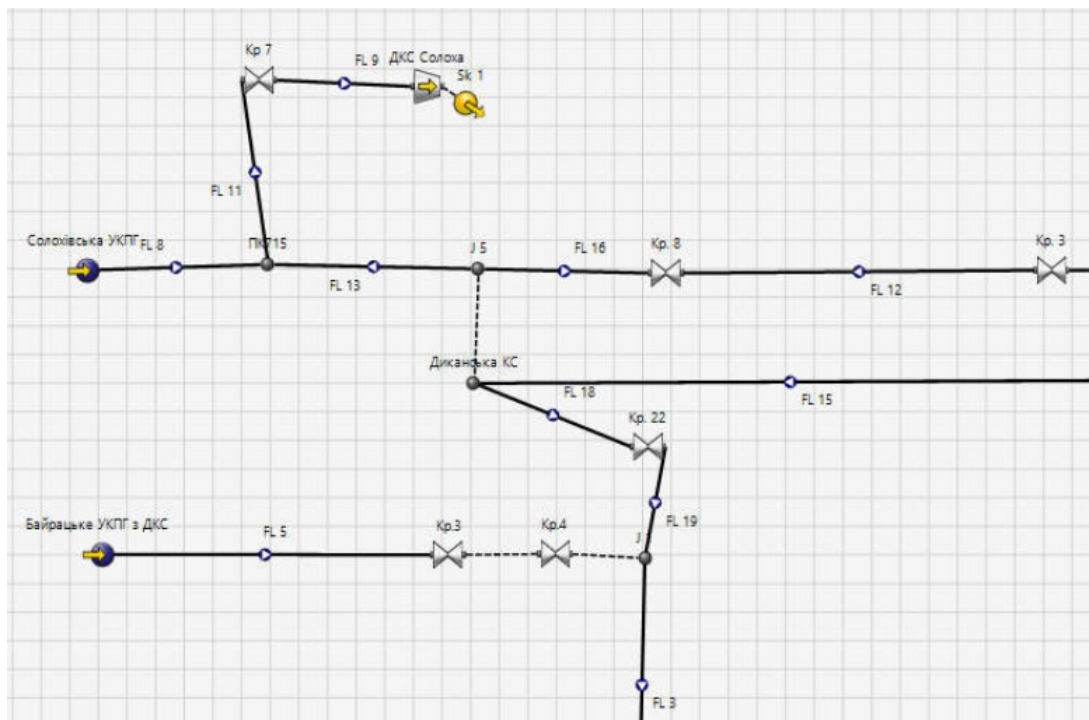 Кр 7
FL 9
ДКС Солоха
Sk 1
FL 11
Солохівська УКПГ
FL 8
ПК715
FL 13
J 5
FL 16
Кр. 8
FL 12
Кр. 3
Диканська КС
FL 18
FL 15
Кр. 22
FL 19
Байрацьке УКПГ з ДКС
FL 5
Кр.3
Кр.4
J
FL 3